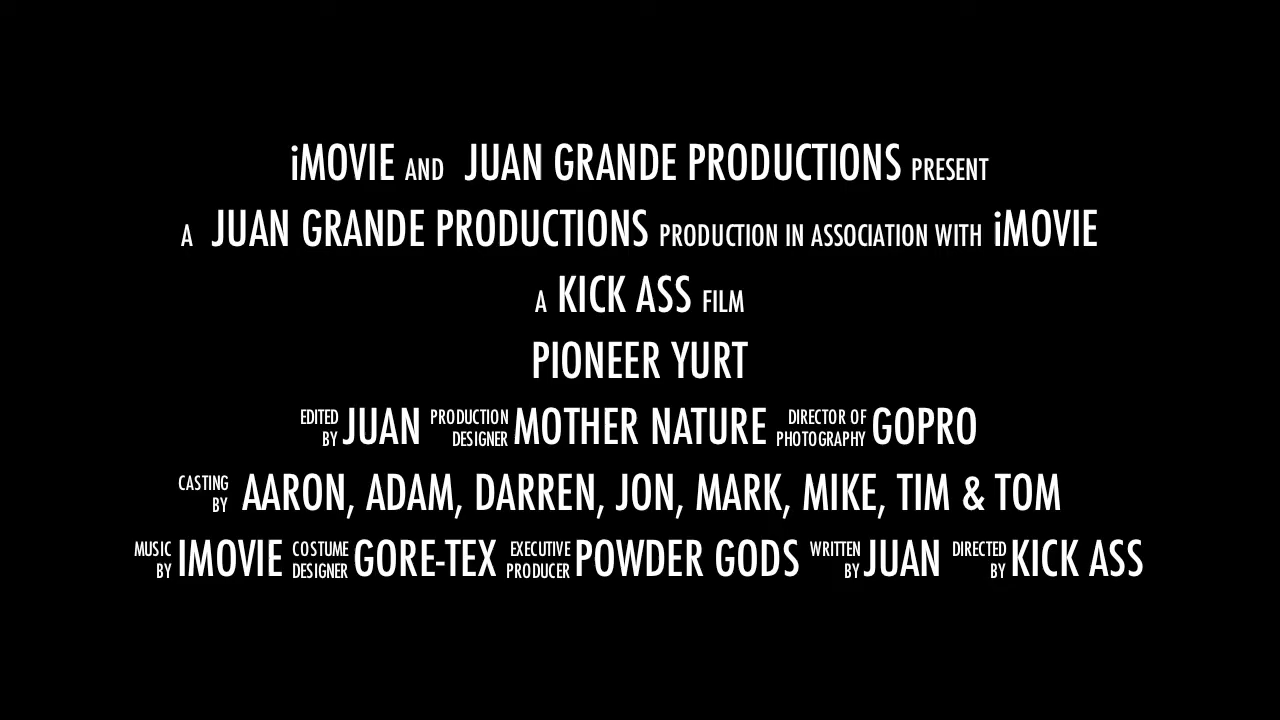 iMOVIE AND JUAN GRANDE PRODUCTIONS PRESENT
A JUAN GRANDE PRODUCTIONS PRODUCTION IN ASSOCIATION WITH iMOVIE
A KICK ASS FILM
PIONEER YURT
EDITED BY JUAN PRODUCTION DESIGNER MOTHER NATURE DIRECTOR OF PHOTOGRAPHY GOPRO
CASTING BY AARON, ADAM, DARREN, JON, MARK, MIKE, TIM & TOM
MUSIC BY IMOVIE COSTUME DESIGNER GORE-TEX EXECUTIVE PRODUCER POWDER GODS WRITTEN BY JUAN DIRECTED BY KICK ASS